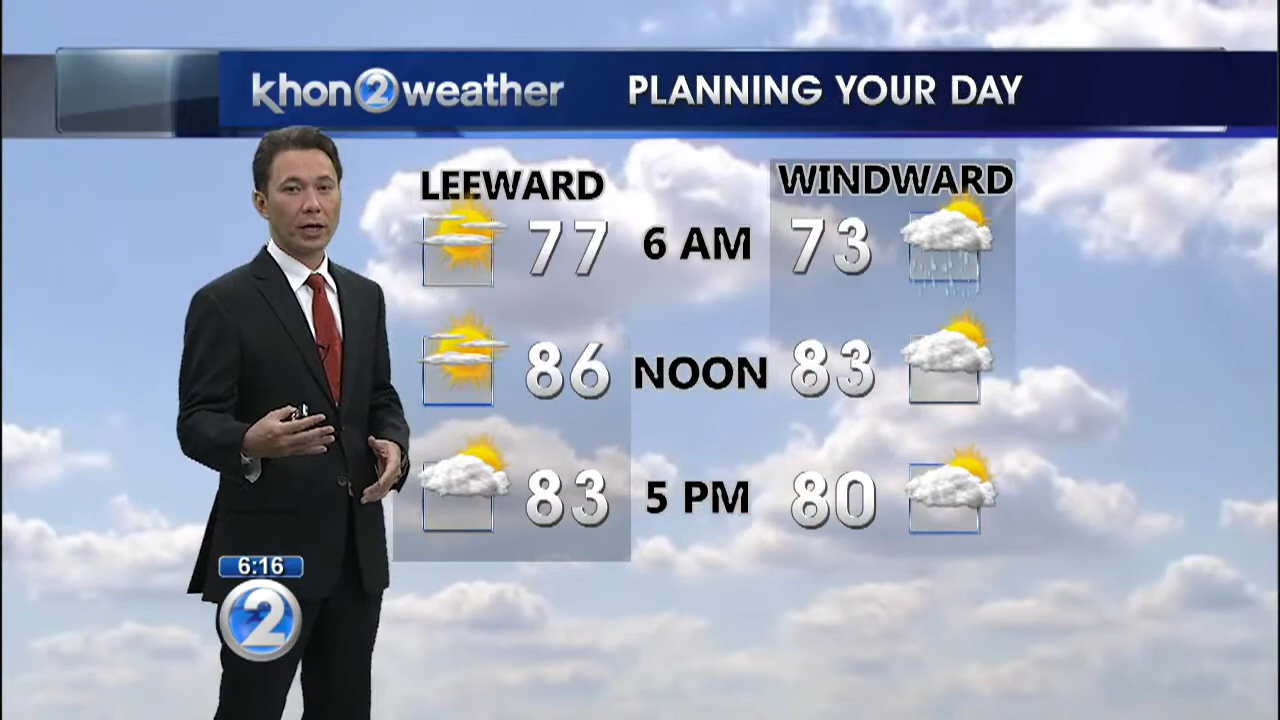 khon2weather PLANNING YOUR DAY
LEEWARD WINDWARD
77 6 AM 73
86 NOON 83
83 5 PM 80
6:16
2